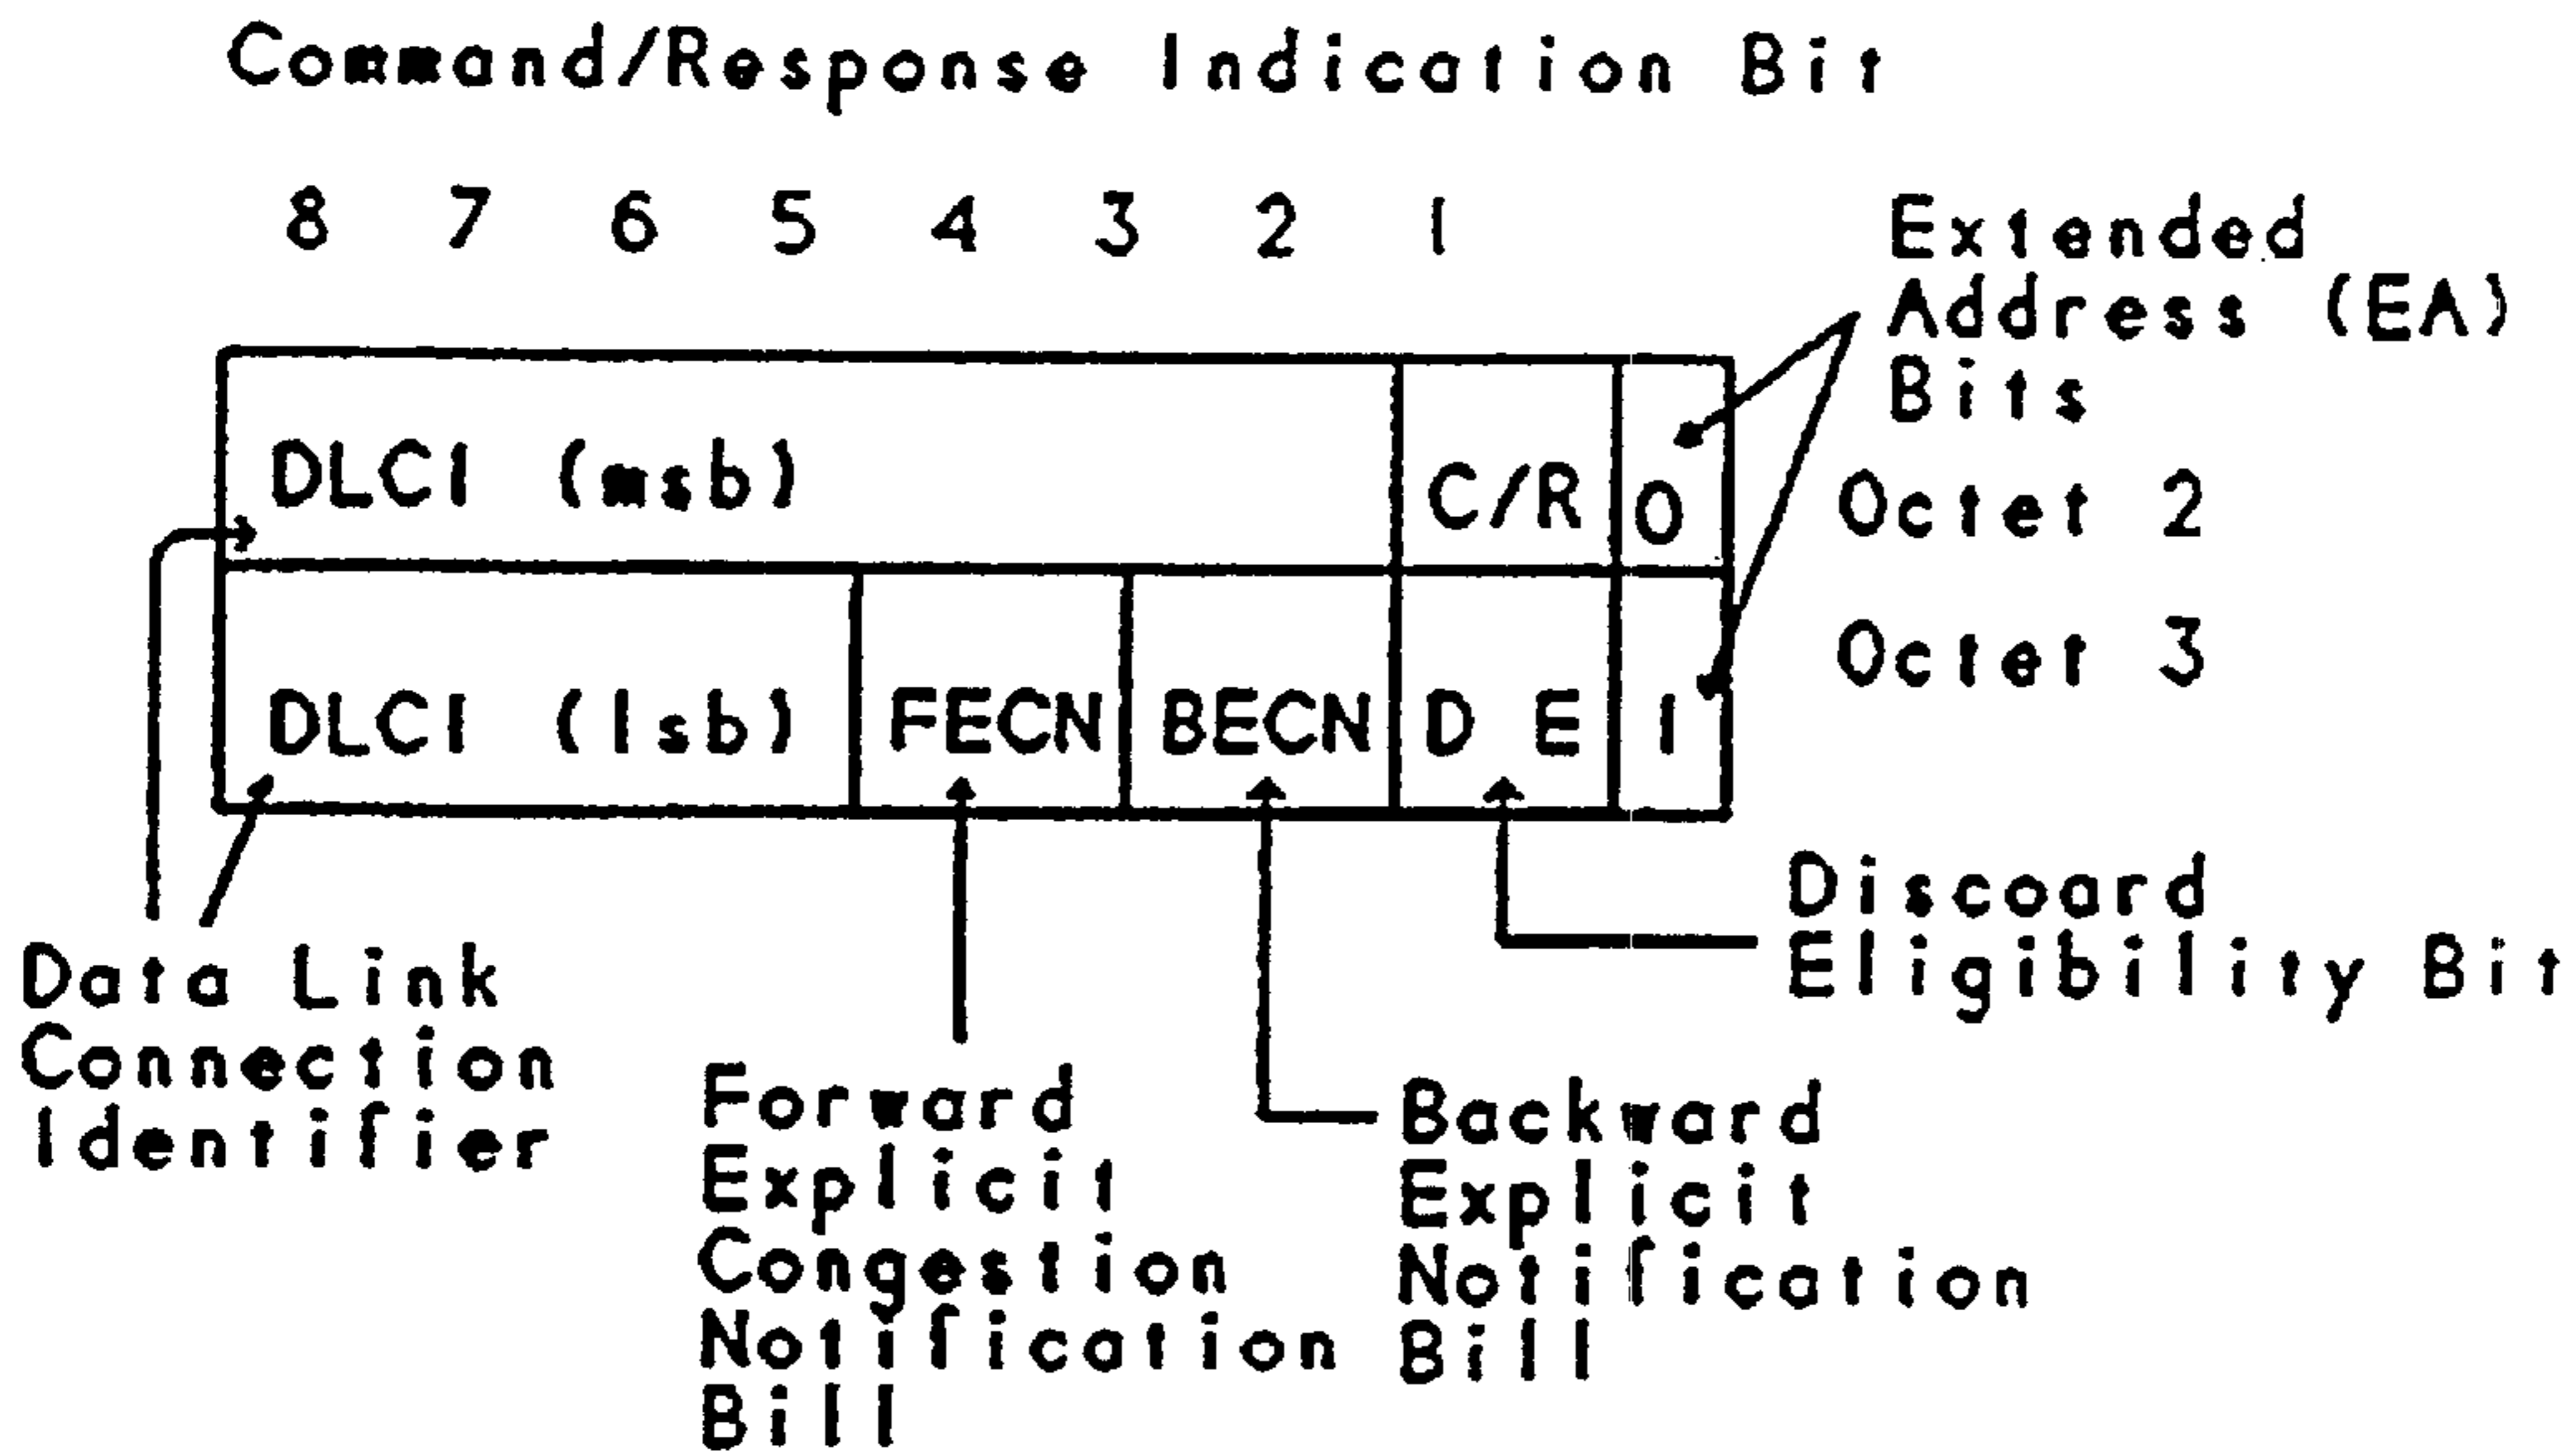 Command/Response Indication Bit
8 7 6 5 4 3 2 1
Extended
Address (EA)
Bits
DLCI (msb) C/R 0
Octet 2
DLCI (lsb) FECN BECN D E 1
Octet 3
Data Link
Connection
Identifier
Forward
Explicit
Congestion
Notification
Bill
Backward
Explicit
Notification
Bill
Discoard
Eligibility Bit